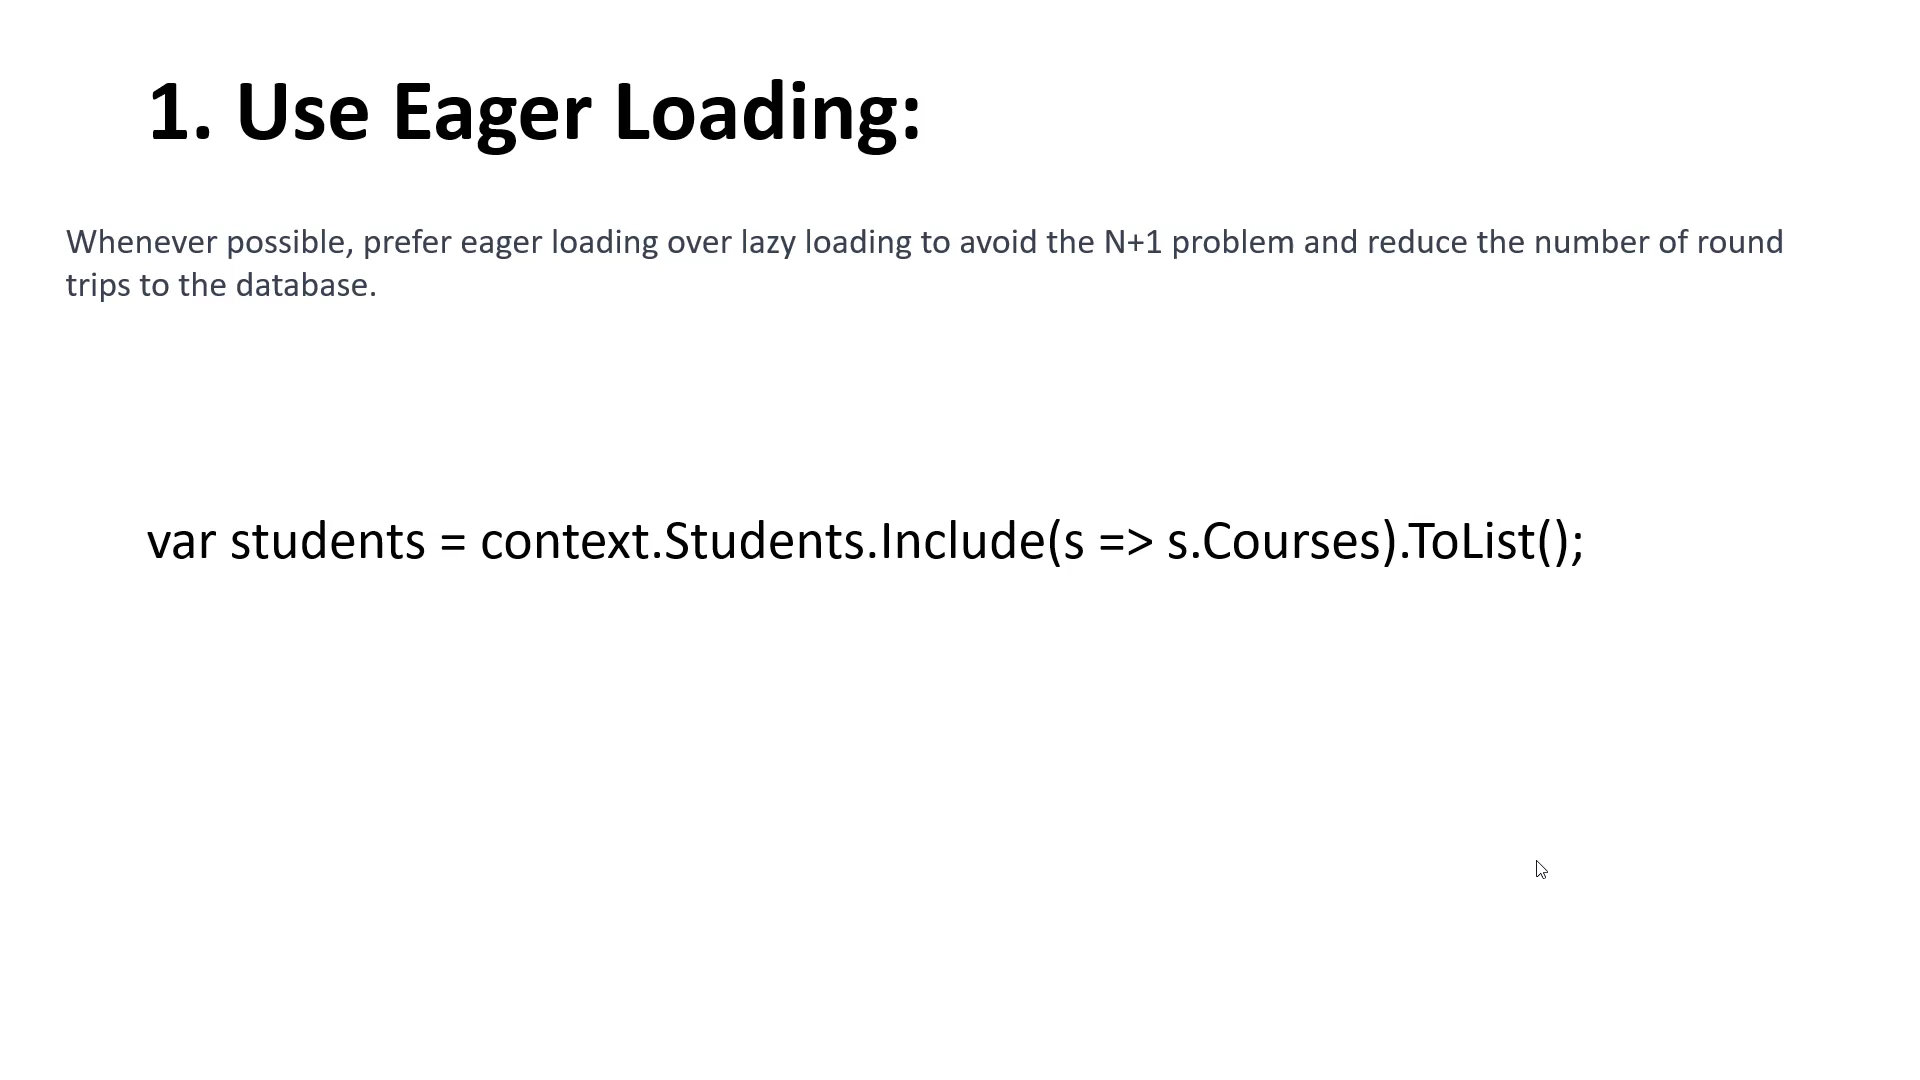 1. Use Eager Loading:
Whenever possible, prefer eager loading over lazy loading to avoid the N+1 problem and reduce the number of round
trips to the database.
var students = context.Students.Include(s => s.Courses).ToList();